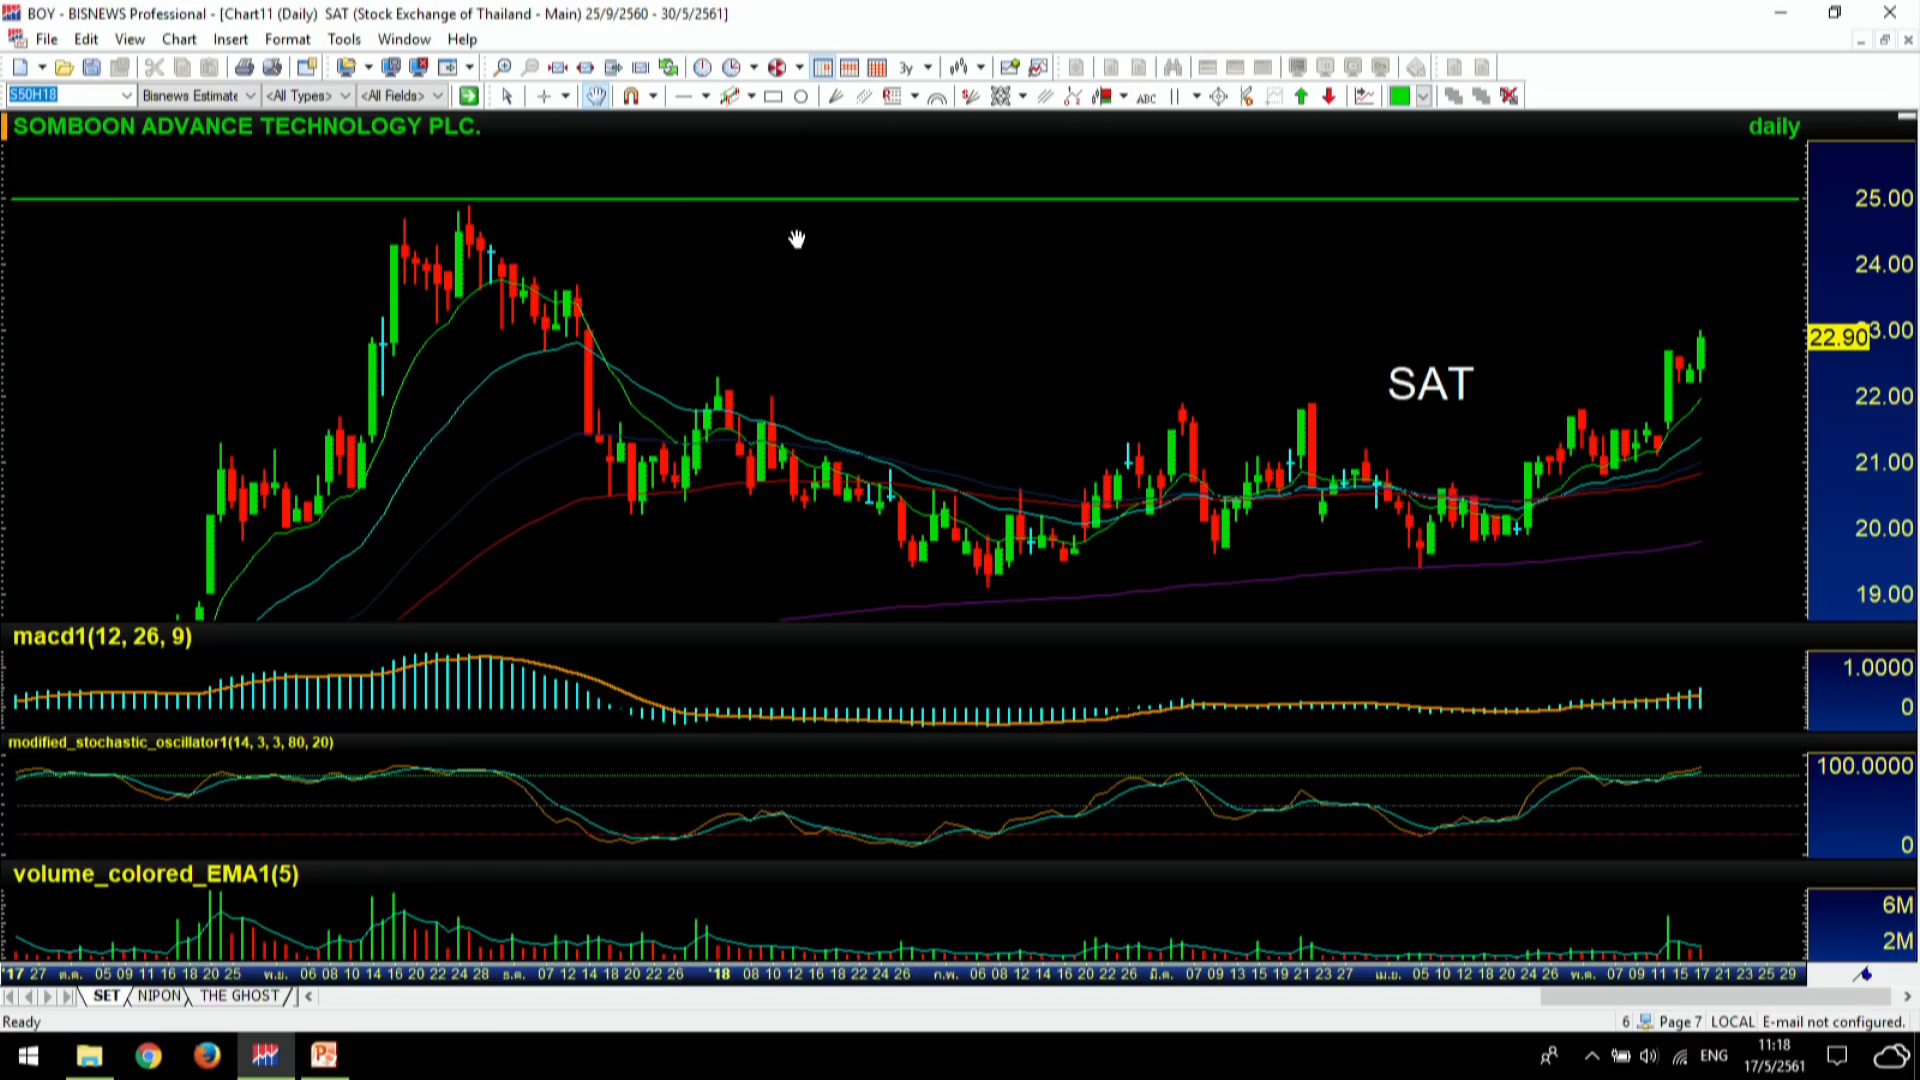 BOY - BISNEWS Professional - [Chart11 (Daily)  SAT (Stock Exchange of Thailand - Main) 25/9/2560 - 30/5/2561]
File Edit View Chart Insert Format Tools Window Help
3y
S50H18 Bisnews Estimate <All Types> <All Fields> ABC
SOMBOON ADVANCE TECHNOLOGY PLC. daily
25.00
24.00
22.90 3.00
SAT
22.00
21.00
20.00
19.00
macd1(12, 26, 9)
1.0000
0
modified_stochastic_oscillator1(14, 3, 3, 80, 20)
100.0000
0
volume_colored_EMA1(5)
6M
2M
'17 27 ต.ค. 05 09 11 16 18 20 25 พ.ย. 06 08 10 14 16 20 22 24 28 ธ.ค. 07 12 14 18 20 22 26 '18 08 10 12 16 18 22 24 26 ก.พ. 06 08 12 14 16 20 22 26 มี.ค. 07 09 13 15 19 21 23 27 เม.ย. 05 10 12 18 20 24 26 พ.ค. 07 09 11 15 17 21 23 25 29
SET NIPON THE GHOST
Ready 6 Page 7 LOCAL E-mail not configured.
ENG 11:18
17/5/2561